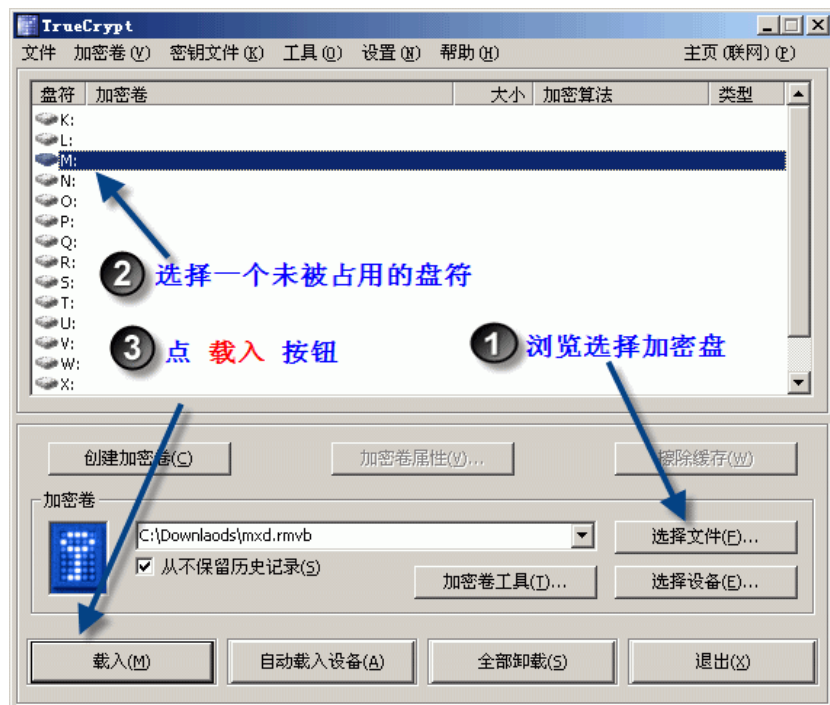 TrueCrypt
文件 加密卷(V) 密钥文件(K) 工具(O) 设置(N) 帮助(H) 主页(联网)(P)
盘符 加密卷 大小 加密算法 类型
K:
L:
M:
N:
O:
P:
Q:
R:
S:
T:
U:
V:
W:
X:
2 选择一个未被占用的盘符
3 点 载入 按钮
1 浏览选择加密盘
创建加密卷(C) 加密卷属性(V)... 擦除缓存(W)
加密卷
C:\Downlaods\mxd.rmvb 选择文件(F)...
从不保留历史记录(S) 加密卷工具(T)... 选择设备(E)...
载入(M) 自动载入设备(A) 全部卸载(S) 退出(X)